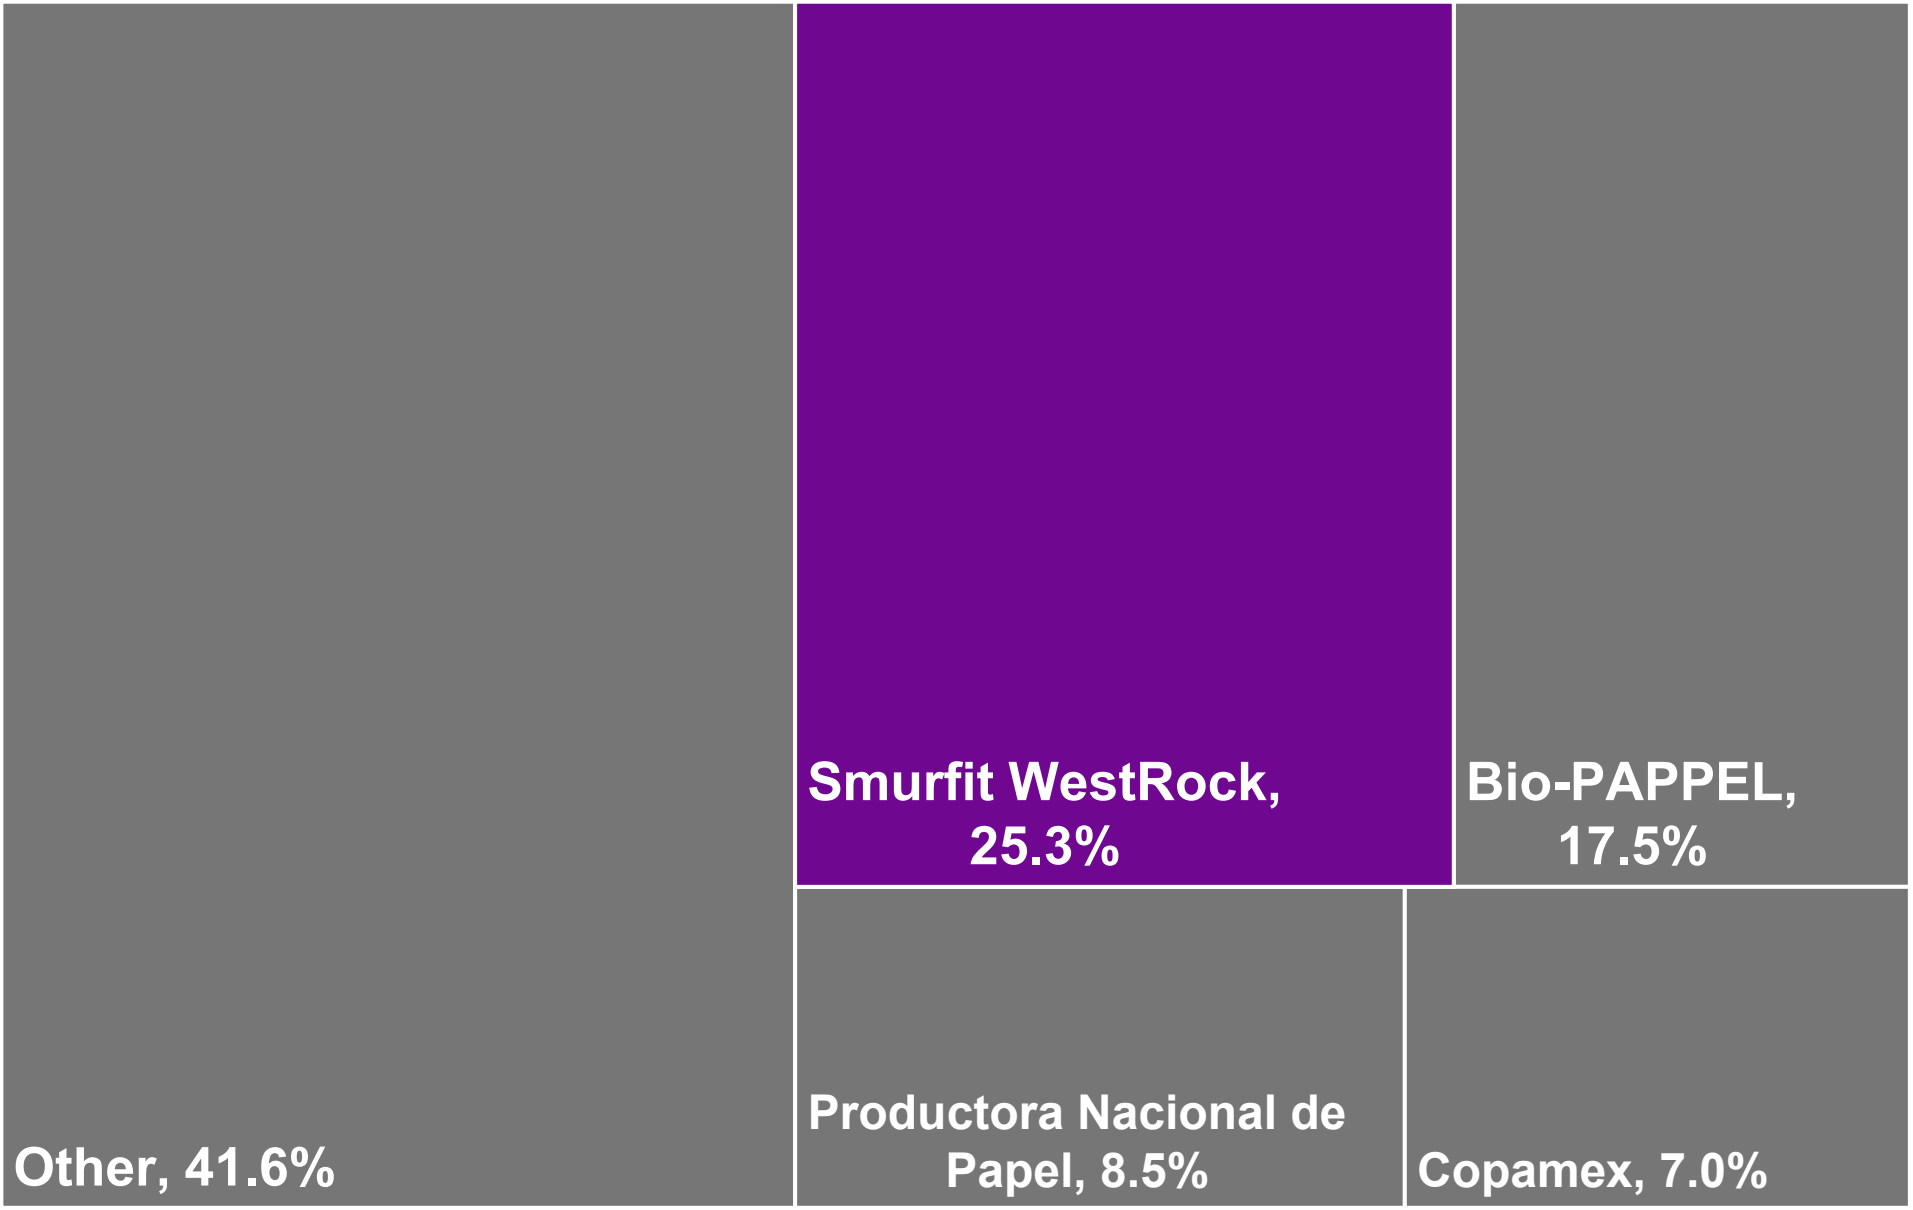 Other, 41.6%
Smurfit WestRock,
25.3%
Bio-PAPPEL,
17.5%
Productora Nacional de
Papel, 8.5%
Copamex, 7.0%